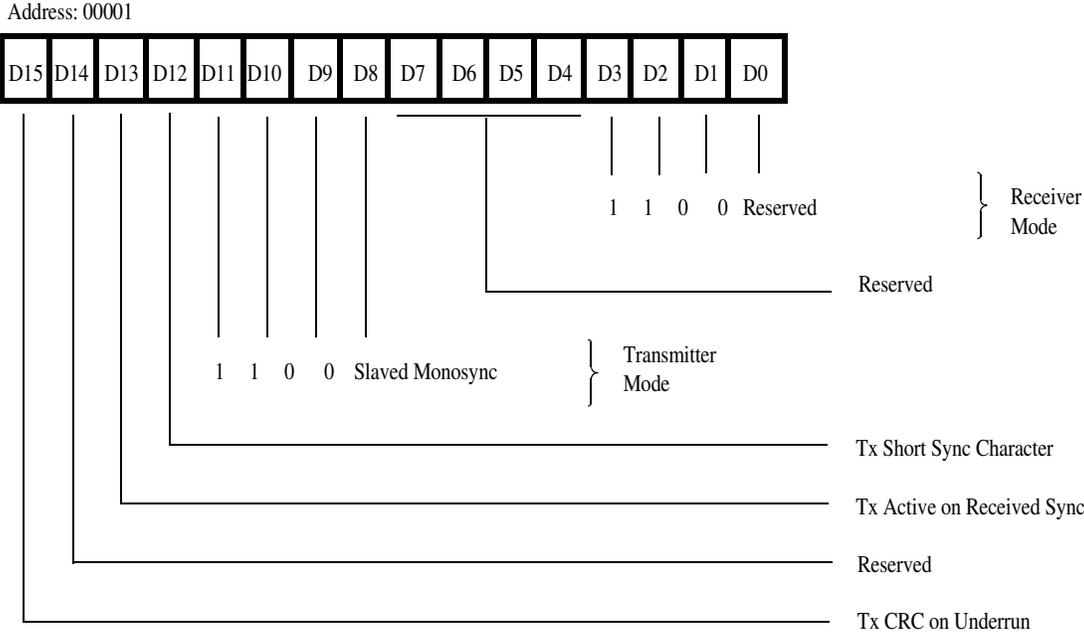 Address: 00001
D15 D14 D13 D12 D11 D10 D9 D8 D7 D6 D5 D4 D3 D2 D1 D0
1 1 0 0 Reserved
Receiver
Mode
Reserved
1 1 0 0 Slaved Monosync
Transmitter
Mode
Tx Short Sync Character
Tx Active on Received Sync
Reserved
Tx CRC on Underrun